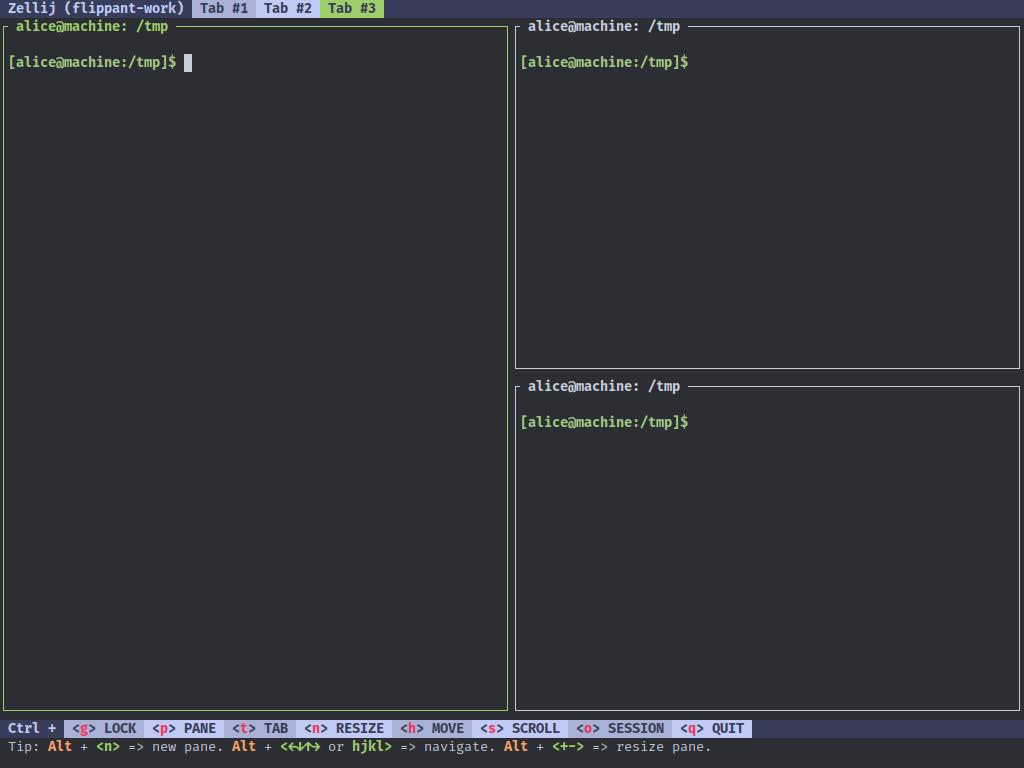 Zellij (flippant-work) Tab #1 Tab #2 Tab #3
alice@machine: /tmp
[alice@machine:/tmp]$
alice@machine: /tmp
[alice@machine:/tmp]$
alice@machine: /tmp
[alice@machine:/tmp]$
Ctrl + <g> LOCK <p> PANE <t> TAB <n> RESIZE <h> MOVE <s> SCROLL <o> SESSION <q> QUIT
Tip: Alt + <n> => new pane. Alt + <←↓↑→> or hjkl> => navigate. Alt + <+-> => resize pane.